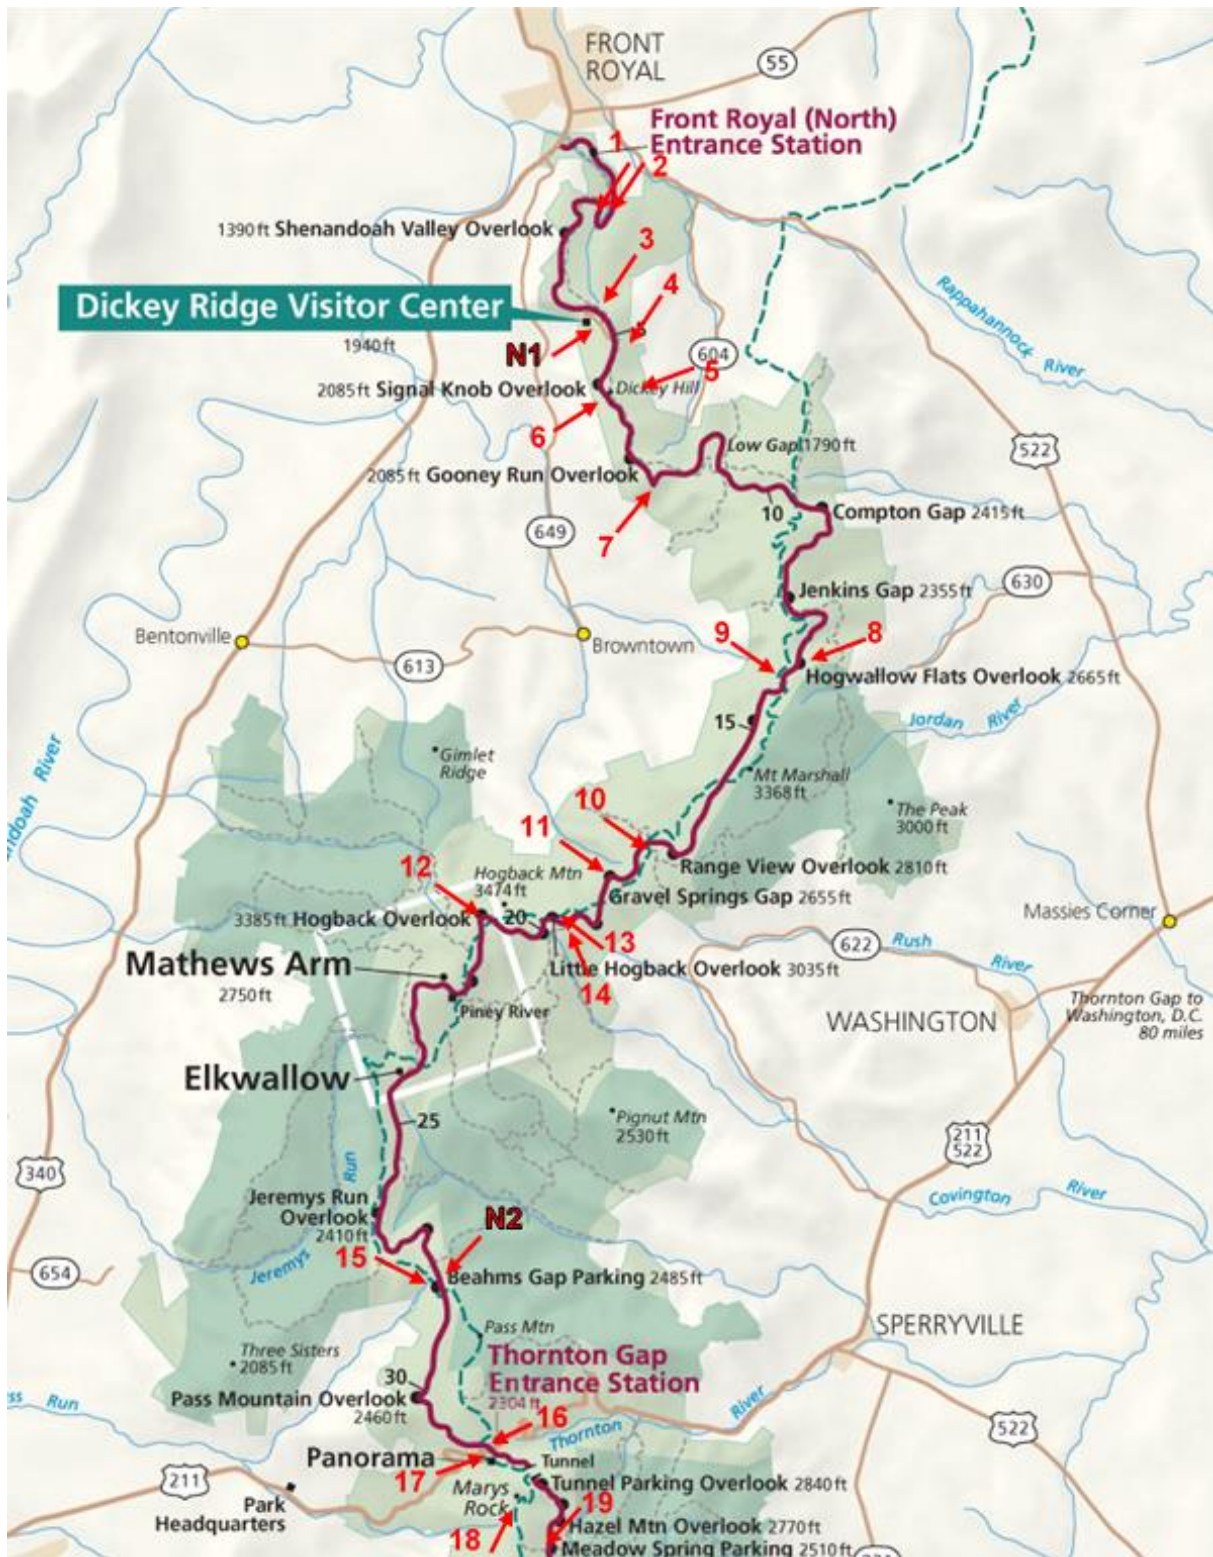 FRONT
ROYAL
55
Front Royal (North)
Entrance Station
1
2
1390 ft Shenandoah Valley Overlook
3
4
Rappahannock
River
Dickey Ridge Visitor Center
1940 ft
N1
604
5
2085 ft Signal Knob Overlook
Dickey Hill
6
Low Gap 1790 ft
522
2085 ft Gooney Run Overlook
10
Compton Gap 2415 ft
7
649
Jenkins Gap 2355 ft
630
Bentonville
613
Browntown
9
8
Hogwallow Flats Overlook 2665 ft
15
Jordan River
Gimlet
Ridge
Mt Marshall
3368 ft
The Peak
3000 ft
10
11
12
Hogback Mtn
3474 ft
Range View Overlook 2810 ft
Gravel Springs Gap 2655 ft
3385 ft Hogback Overlook
20
13
Massies Corner
622
Rush
River
Mathews Arm
2750 ft
Little Hogback Overlook 3035 ft
14
Piney River
WASHINGTON
Thornton Gap to
Washington, D.C.
80 miles
Elkwallow
25
Pignut Mtn
2530 ft
211
522
340
Run
Jeremys Run
Overlook
2410 ft
N2
Covington
River
15
Jeremys
Beahms Gap Parking 2485 ft
654
SPERRYVILLE
Pass Mtn
Three Sisters
2085 ft
Thornton Gap
Entrance Station
2304 ft
30
Pass Mountain Overlook
2460 ft
Run
16
Thornton
River
522
Panorama
Tunnel
17
211
Park
Headquarters
Marys
Rock
Tunnel Parking Overlook 2840 ft
19
18
Hazel Mtn Overlook 2770 ft
Meadow Spring Parking 2510 ft